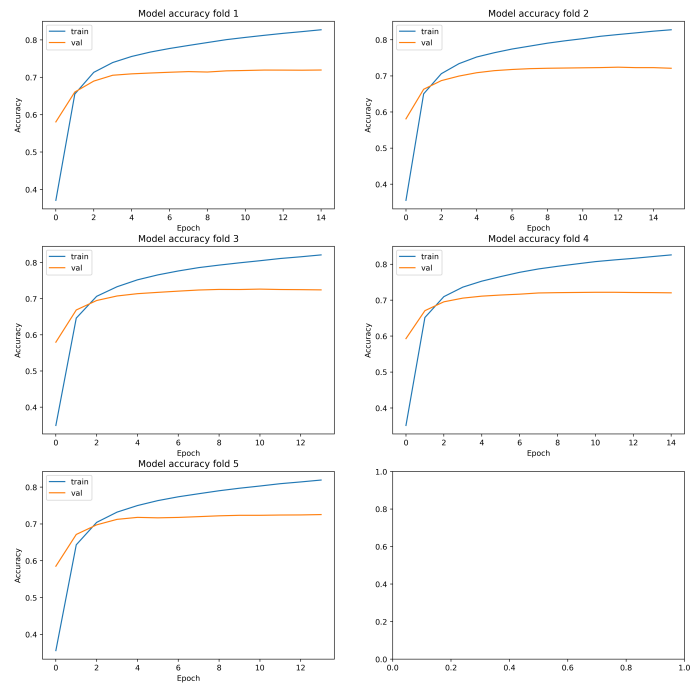 Model accuracy fold 1
train
val
Accuracy
0.8
0.7
0.6
0.5
0.4
0 2 4 6 8 10 12 14
Epoch
Model accuracy fold 2
train
val
Accuracy
0.8
0.7
0.6
0.5
0.4
0 2 4 6 8 10 12 14
Epoch
Model accuracy fold 3
train
val
Accuracy
0.8
0.7
0.6
0.5
0.4
0 2 4 6 8 10 12
Epoch
Model accuracy fold 4
train
val
Accuracy
0.8
0.7
0.6
0.5
0.4
0 2 4 6 8 10 12 14
Epoch
Model accuracy fold 5
train
val
Accuracy
0.8
0.7
0.6
0.5
0.4
0 2 4 6 8 10 12
Epoch
1.0
0.8
0.6
0.4
0.2
0.0
0.0 0.2 0.4 0.6 0.8 1.0